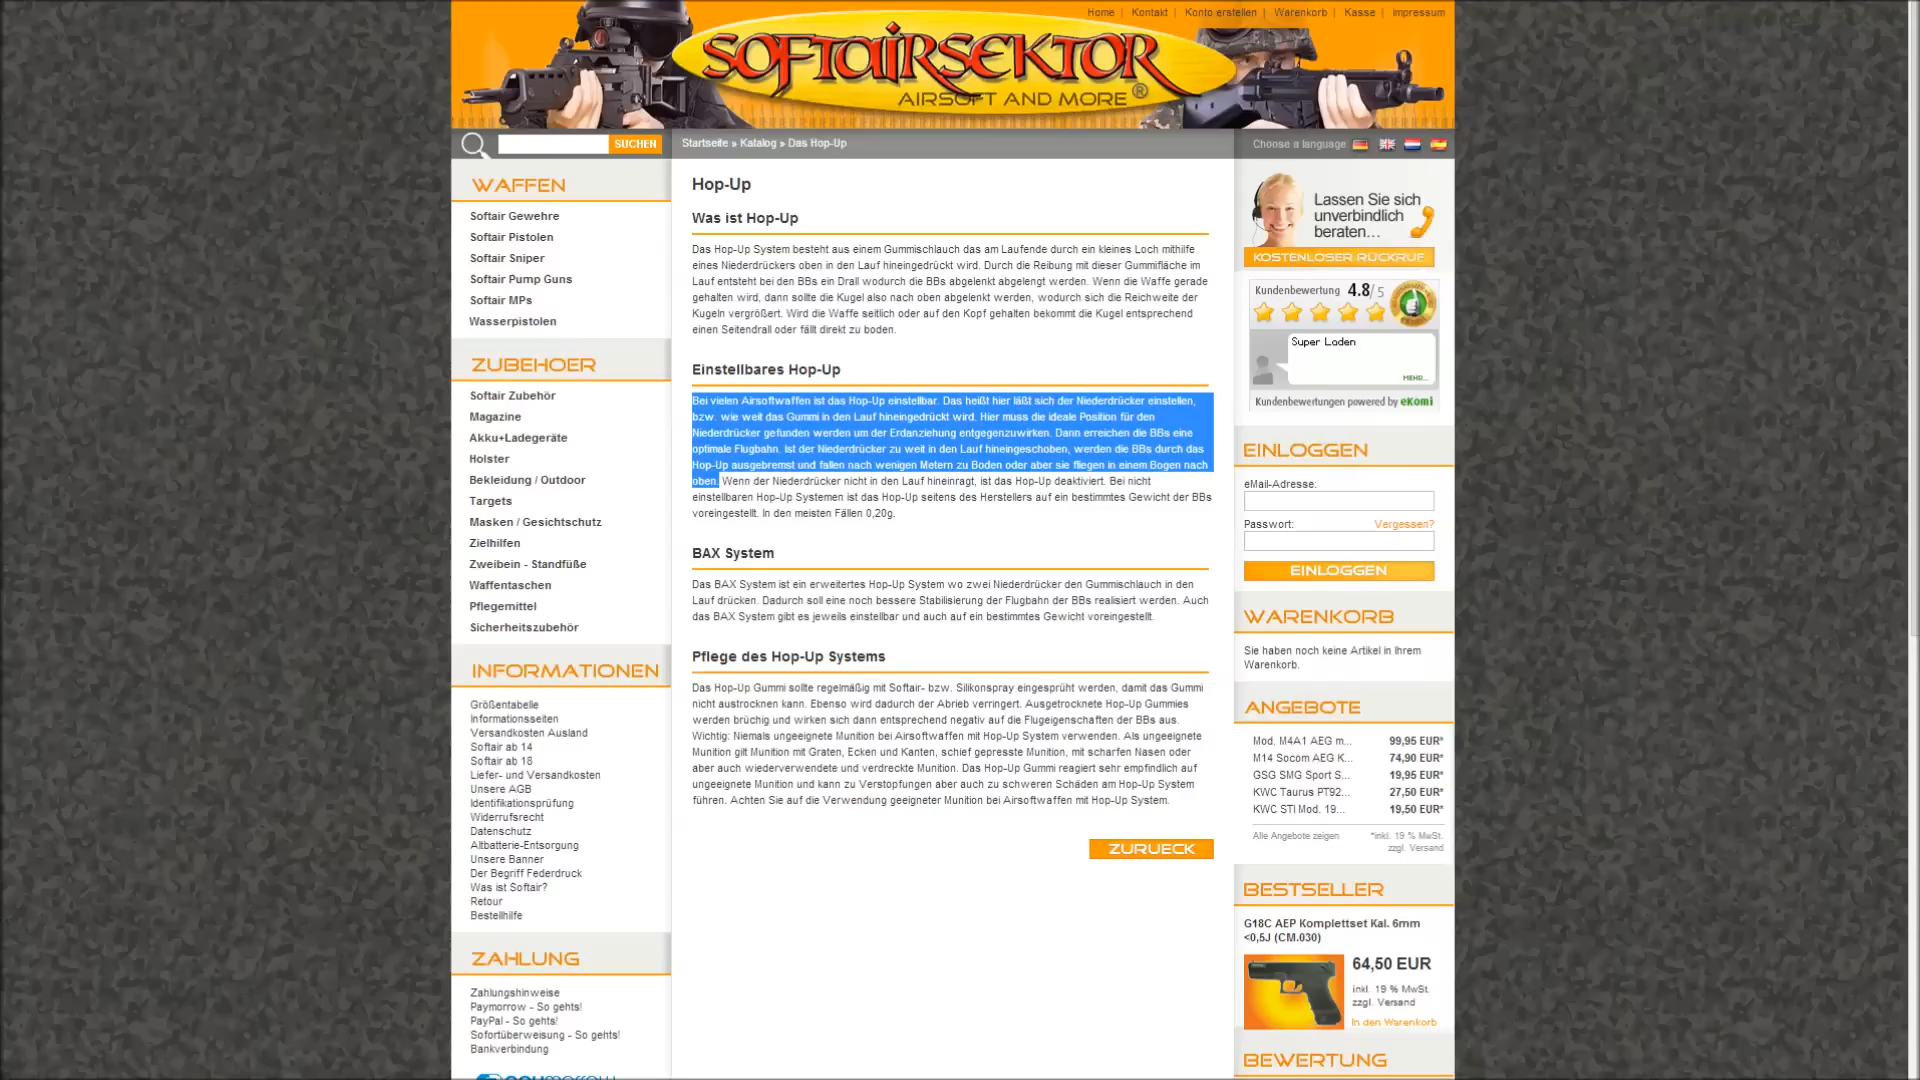 Home | Kontakt | Konto erstellen | Warenkorb | Kasse | Impressum
SOFTAIRSEKTOR
AIRSOFT AND MORE ®
SUCHEN
Startseite » Katalog » Das Hop-Up
Choose a language
WAFFEN
Softair Gewehre
Softair Pistolen
Softair Sniper
Softair Pump Guns
Softair MPs
Wasserpistolen
ZUBEHOER
Softair Zubehör
Magazine
Akku+Ladegeräte
Holster
Bekleidung / Outdoor
Targets
Masken / Gesichtschutz
Zielhilfen
Zweibein - Standfüße
Waffentaschen
Pflegemittel
Sicherheitszubehör
INFORMATIONEN
Größentabelle
Informationsseiten
Versandkosten Ausland
Softair ab 14
Softair ab 18
Liefer- und Versandkosten
Unsere AGB
Identifikationsprüfung
Widerrufsrecht
Datenschutz
Altbatterie-Entsorgung
Unsere Banner
Der Begriff Federdruck
Was ist Softair?
Retour
Bestellhilfe
ZAHLUNG
Zahlungshinweise
Paymorrow - So gehts!
PayPal - So gehts!
Sofortüberweisung - So gehts!
Bankverbindung
Hop-Up
Was ist Hop-Up
Das Hop-Up System besteht aus einem Gummischlauch das am Laufende durch ein kleines Loch mithilfe
eines Niederdrückers oben in den Lauf hineingedrückt wird. Durch die Reibung mit dieser Gummifläche im
Lauf entsteht bei den BBs ein Drall wodurch die BBs abgelenkt abgelengt werden. Wenn die Waffe gerade
gehalten wird, dann sollte die Kugel also nach oben abgelenkt werden, wodurch sich die Reichweite der
Kugeln vergrößert. Wird die Waffe seitlich oder auf den Kopf gehalten bekommt die Kugel entsprechend
einen Seitendrall oder fällt direkt zu boden.
Einstellbares Hop-Up
Bei vielen Airsoftwaffen ist das Hop-Up einstellbar. Das heißt hier läßt sich der Niederdrücker einstellen,
bzw. wie weit das Gummi in den Lauf hineingedrückt wird. Hier muss die ideale Position für den
Niederdrücker gefunden werden um der Erdanziehung entgegenzuwirken. Dann erreichen die BBs eine
optimale Flugbahn. Ist der Niederdrücker zu weit in den Lauf hineingeschoben, werden die BBs durch das
Hop-Up ausgebremst und fallen nach wenigen Metern zu Boden oder aber sie fliegen in einem Bogen nach
oben. Wenn der Niederdrücker nicht in den Lauf hineinragt, ist das Hop-Up deaktiviert. Bei nicht
einstellbaren Hop-Up Systemen ist das Hop-Up seitens des Herstellers auf ein bestimmtes Gewicht der BBs
voreingestellt. In den meisten Fällen 0,20g.
BAX System
Das BAX System ist ein erweitertes Hop-Up System wo zwei Niederdrücker den Gummischlauch in den
Lauf drücken. Dadurch soll eine noch bessere Stabilisierung der Flugbahn der BBs realisiert werden. Auch
das BAX System gibt es jeweils einstellbar und auch auf ein bestimmtes Gewicht voreingestellt.
Pflege des Hop-Up Systems
Das Hop-Up Gummi sollte regelmäßig mit Softair- bzw. Silikonspray eingesprüht werden, damit das Gummi
nicht austrocknen kann. Ebenso wird dadurch der Abrieb verringert. Ausgetrocknete Hop-Up Gummies
werden brüchig und wirken sich dann entsprechend negativ auf die Flugeigenschaften der BBs aus.
Wichtig: Niemals ungeeignete Munition bei Airsoftwaffen mit Hop-Up System verwenden. Als ungeeignete
Munition gilt Munition mit Graten, Ecken und Kanten, schief gepresste Munition, mit scharfen Nasen oder
aber auch wiederverwendete und verdreckte Munition. Das Hop-Up Gummi reagiert sehr empfindlich auf
ungeeignete Munition und kann zu Verstopfungen aber auch zu schweren Schäden am Hop-Up System
führen. Achten Sie auf die Verwendung geeigneter Munition bei Airsoftwaffen mit Hop-Up System.
ZURUECK
Lassen Sie sich
unverbindlich
beraten...
KOSTENLOSER RÜCKRUF
Kundenbewertung 4.8/5
Super Laden
MEHR...
Kundenbewertungen powered by eKomi
EINLOGGEN
eMail-Adresse:
Passwort: Vergessen?
EINLOGGEN
WARENKORB
Sie haben noch keine Artikel in Ihrem
Warenkorb.
ANGEBOTE
Mod. M4A1 AEG m... 99,95 EUR*
M14 Socom AEG K... 74,90 EUR*
GSG SMG Sport S... 19,95 EUR*
KWC Taurus PT92... 27,50 EUR*
KWC STI Mod. 19... 19,50 EUR*
Alle Angebote zeigen *inkl. 19 % MwSt.
zzgl. Versand
BESTSELLER
G18C AEP Komplettset Kal. 6mm
<0,5J (CM.030)
64,50 EUR
inkl. 19 % MwSt.
zzgl. Versand
In den Warenkorb
BEWERTUNG